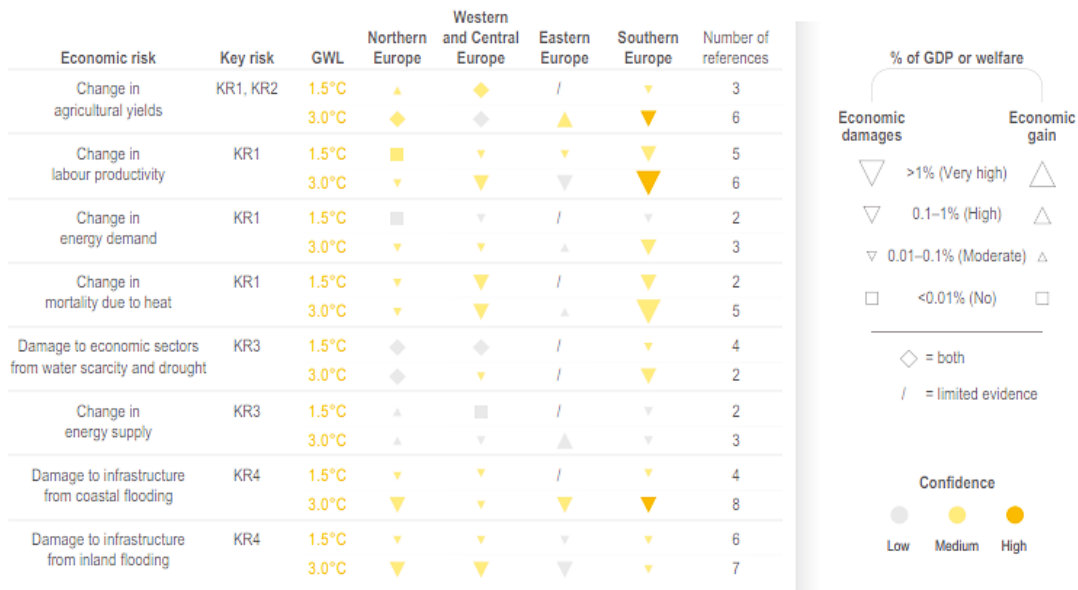 Economic risk Key risk GWL Northern Europe Western and Central Europe Eastern Europe Southern Europe Number of references
Change in agricultural yields KR1, KR2 1.5°C / 3
3.0°C 6
Change in labour productivity KR1 1.5°C 5
3.0°C 6
Change in energy demand KR1 1.5°C / 2
3.0°C 3
Change in mortality due to heat KR1 1.5°C / 2
3.0°C 5
Damage to economic sectors from water scarcity and drought KR3 1.5°C / 4
3.0°C / 2
Change in energy supply KR3 1.5°C / 2
3.0°C 3
Damage to infrastructure from coastal flooding KR4 1.5°C / 4
3.0°C 8
Damage to infrastructure from inland flooding KR4 1.5°C 6
3.0°C 7
% of GDP or welfare
Economic damages Economic gain
>1% (Very high)
0.1–1% (High)
0.01–0.1% (Moderate)
<0.01% (No)
= both
/ = limited evidence
Confidence
Low Medium High